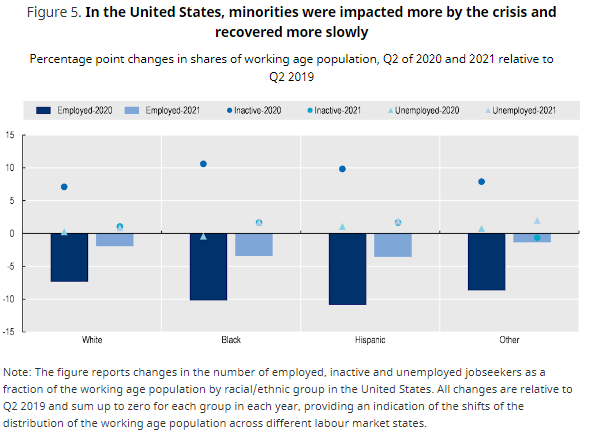 Figure 5. In the United States, minorities were impacted more by the crisis and
recovered more slowly
Percentage point changes in shares of working age population, Q2 of 2020 and 2021 relative to
Q2 2019
Employed-2020 Employed-2021 Inactive-2020 Inactive-2021 Unemployed-2020 Unemployed-2021
15
10
5
0
-5
-10
-15
White Black Hispanic Other
Note: The figure reports changes in the number of employed, inactive and unemployed jobseekers as a
fraction of the working age population by racial/ethnic group in the United States. All changes are relative to
Q2 2019 and sum up to zero for each group in each year, providing an indication of the shifts of the
distribution of the working age population across different labour market states.